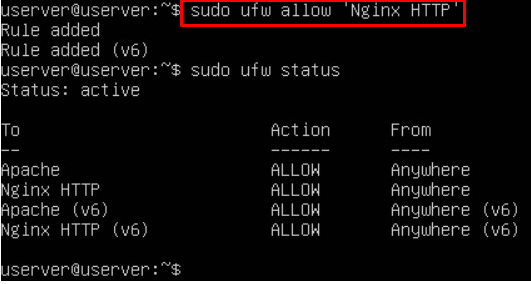 userver@userver:~$ sudo ufw allow 'Nginx HTTP'
Rule added
Rule added (v6)
userver@userver:~$ sudo ufw status
Status: active
To Action From
-- ------ ----
Apache ALLOW Anywhere
Nginx HTTP ALLOW Anywhere
Apache (v6) ALLOW Anywhere (v6)
Nginx HTTP (v6) ALLOW Anywhere (v6)
userver@userver:~$